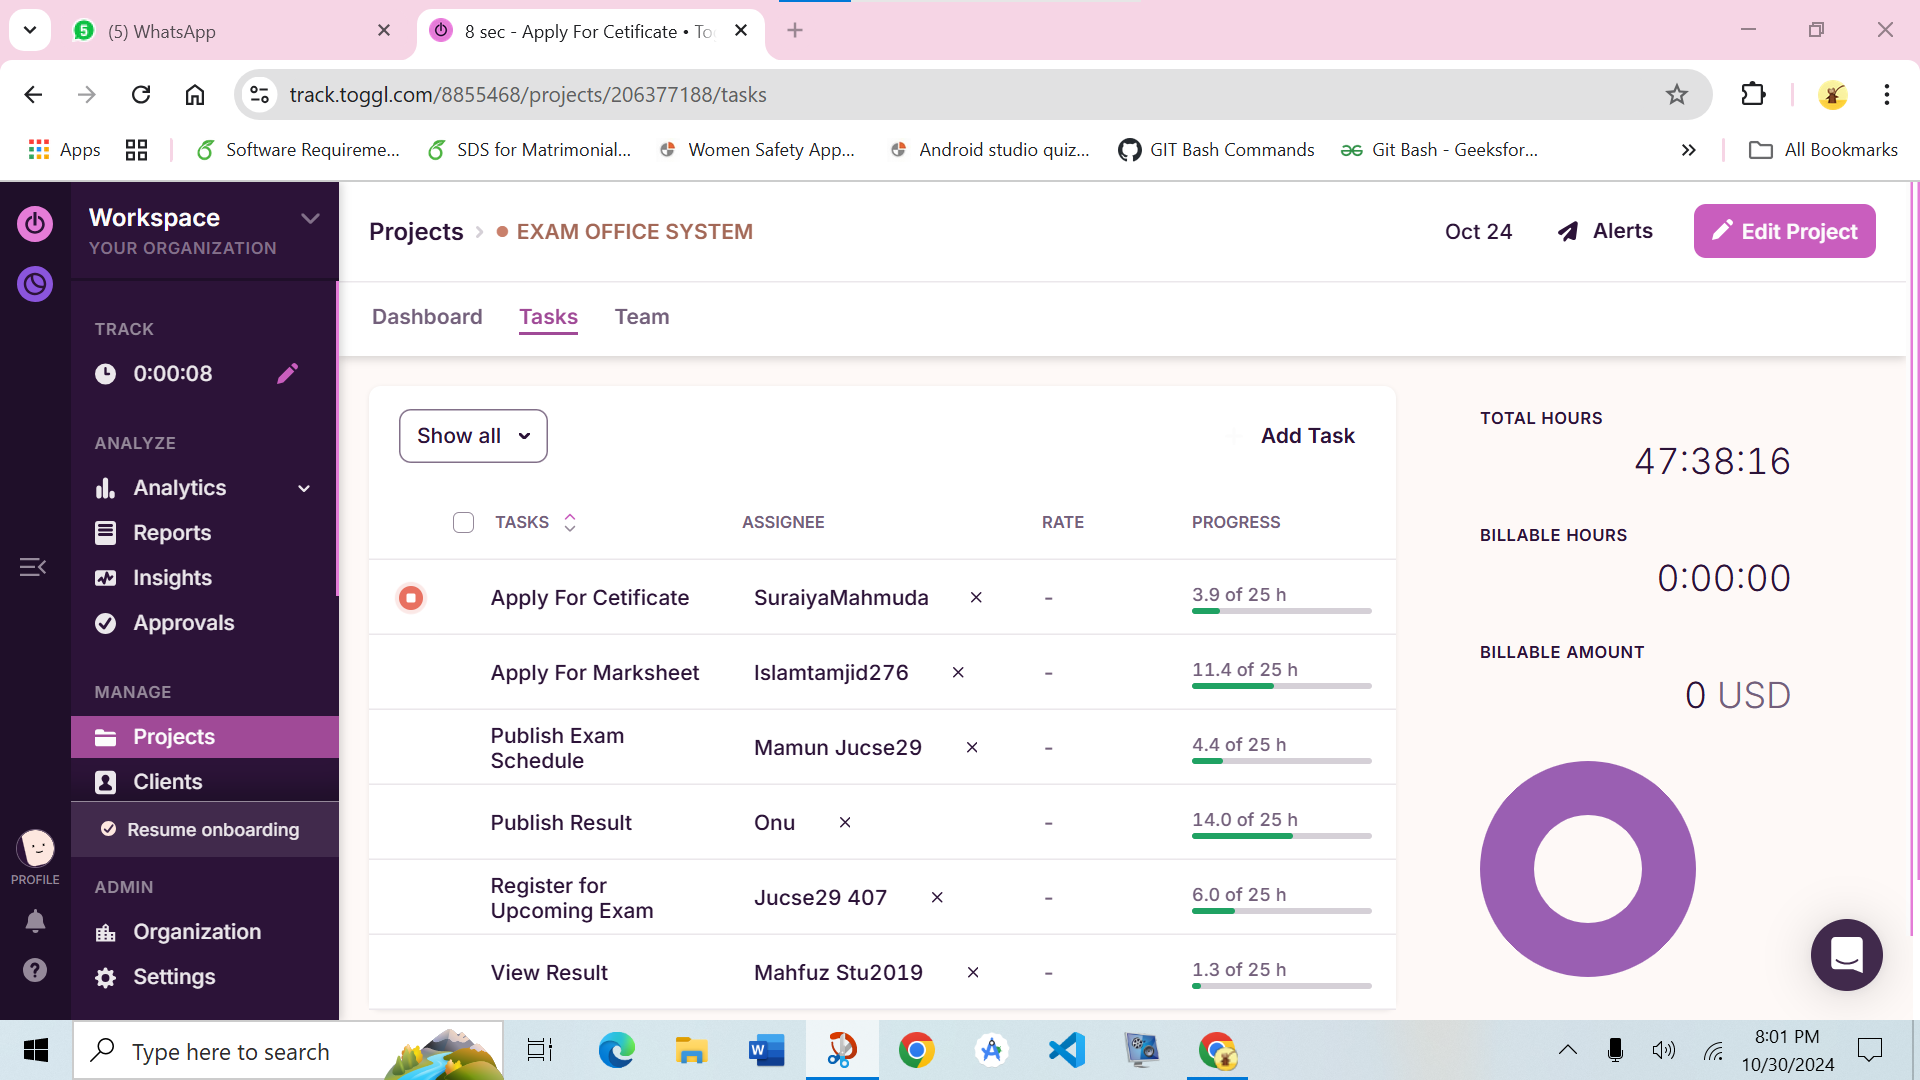 5 (5) WhatsApp
8 sec - Apply For Cetificate • To
track.toggl.com/8855468/projects/206377188/tasks
Apps
Software Requireme...
SDS for Matrimonial...
Women Safety App...
Android studio quiz...
GIT Bash Commands
Git Bash - Geeksfor...
All Bookmarks
Workspace
YOUR ORGANIZATION
TRACK
0:00:08
ANALYZE
Analytics
Reports
Insights
Approvals
MANAGE
Projects
Clients
Resume onboarding
ADMIN
Organization
Settings
PROFILE
Projects
EXAM OFFICE SYSTEM
Oct 24
Alerts
Edit Project
Dashboard
Tasks
Team
Show all
Add Task
TASKS
ASSIGNEE
RATE
PROGRESS
Apply For Cetificate
SuraiyaMahmuda
-
3.9 of 25 h
Apply For Marksheet
Islamtamjid276
-
11.4 of 25 h
Publish Exam
Schedule
Mamun Jucse29
-
4.4 of 25 h
Publish Result
Onu
-
14.0 of 25 h
Register for
Upcoming Exam
Jucse29 407
-
6.0 of 25 h
View Result
Mahfuz Stu2019
-
1.3 of 25 h
TOTAL HOURS
47:38:16
BILLABLE HOURS
0:00:00
BILLABLE AMOUNT
0 USD
Type here to search
8:01 PM
10/30/2024